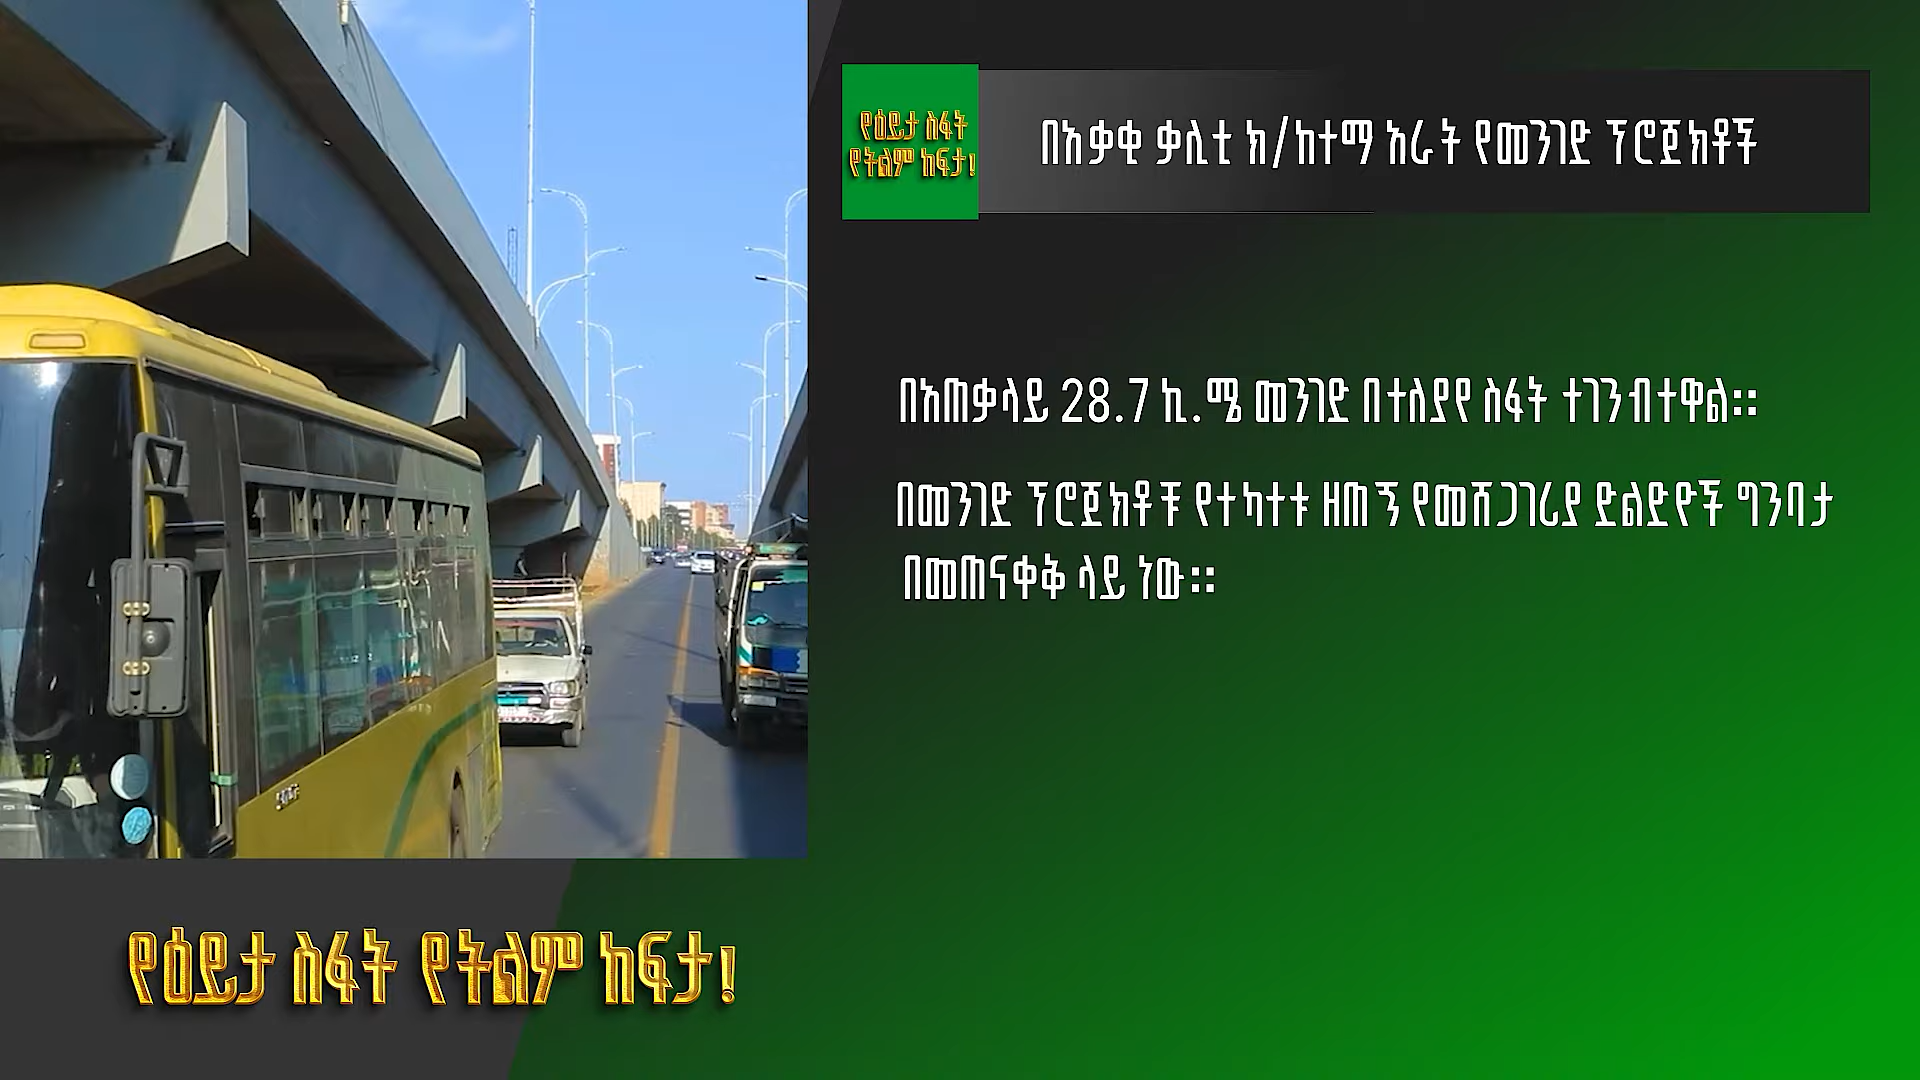 የዕይታ ስፋት
የትልም ከፍታ!
በአቃቂ ቃሊቲ ክ/ከተማ አራት የመንገድ ፕሮጀክቶች
በአጠቃላይ 28.7 ኪ.ሜ መንገድ በተለያየ ስፋት ተገንብተዋል።
በመንገድ ፕሮጀክቶቹ የተካተቱ ዘጠኝ የመሸጋገሪያ ድልድዮች ግንባታ
በመጠናቀቅ ላይ ነው።
የዕይታ ስፋት የትልም ከፍታ!